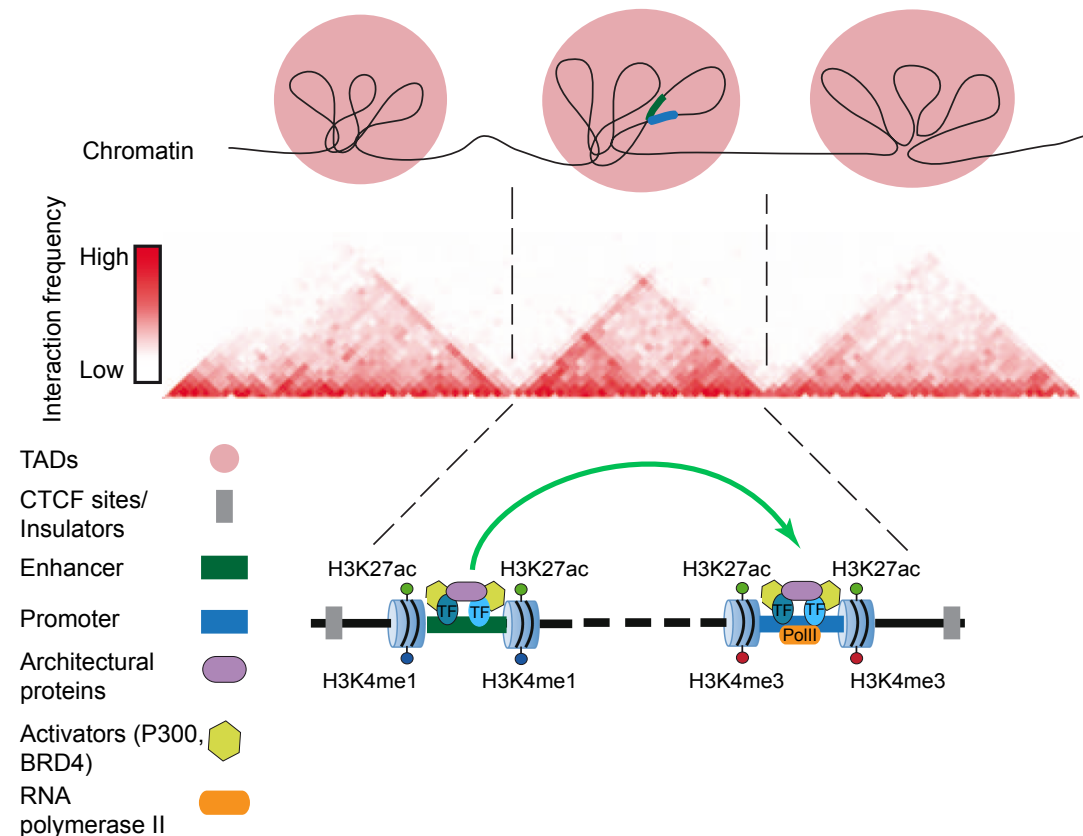 Chromatin
Interaction frequency
High
Low
TADs
CTCF sites/
Insulators
Enhancer
Promoter
Architectural
proteins
Activators (P300,
BRD4)
RNA
polymerase II
H3K27ac
H3K27ac
TF
TF
H3K4me1
H3K4me1
H3K27ac
H3K27ac
TF
TF
PolII
H3K4me3
H3K4me3